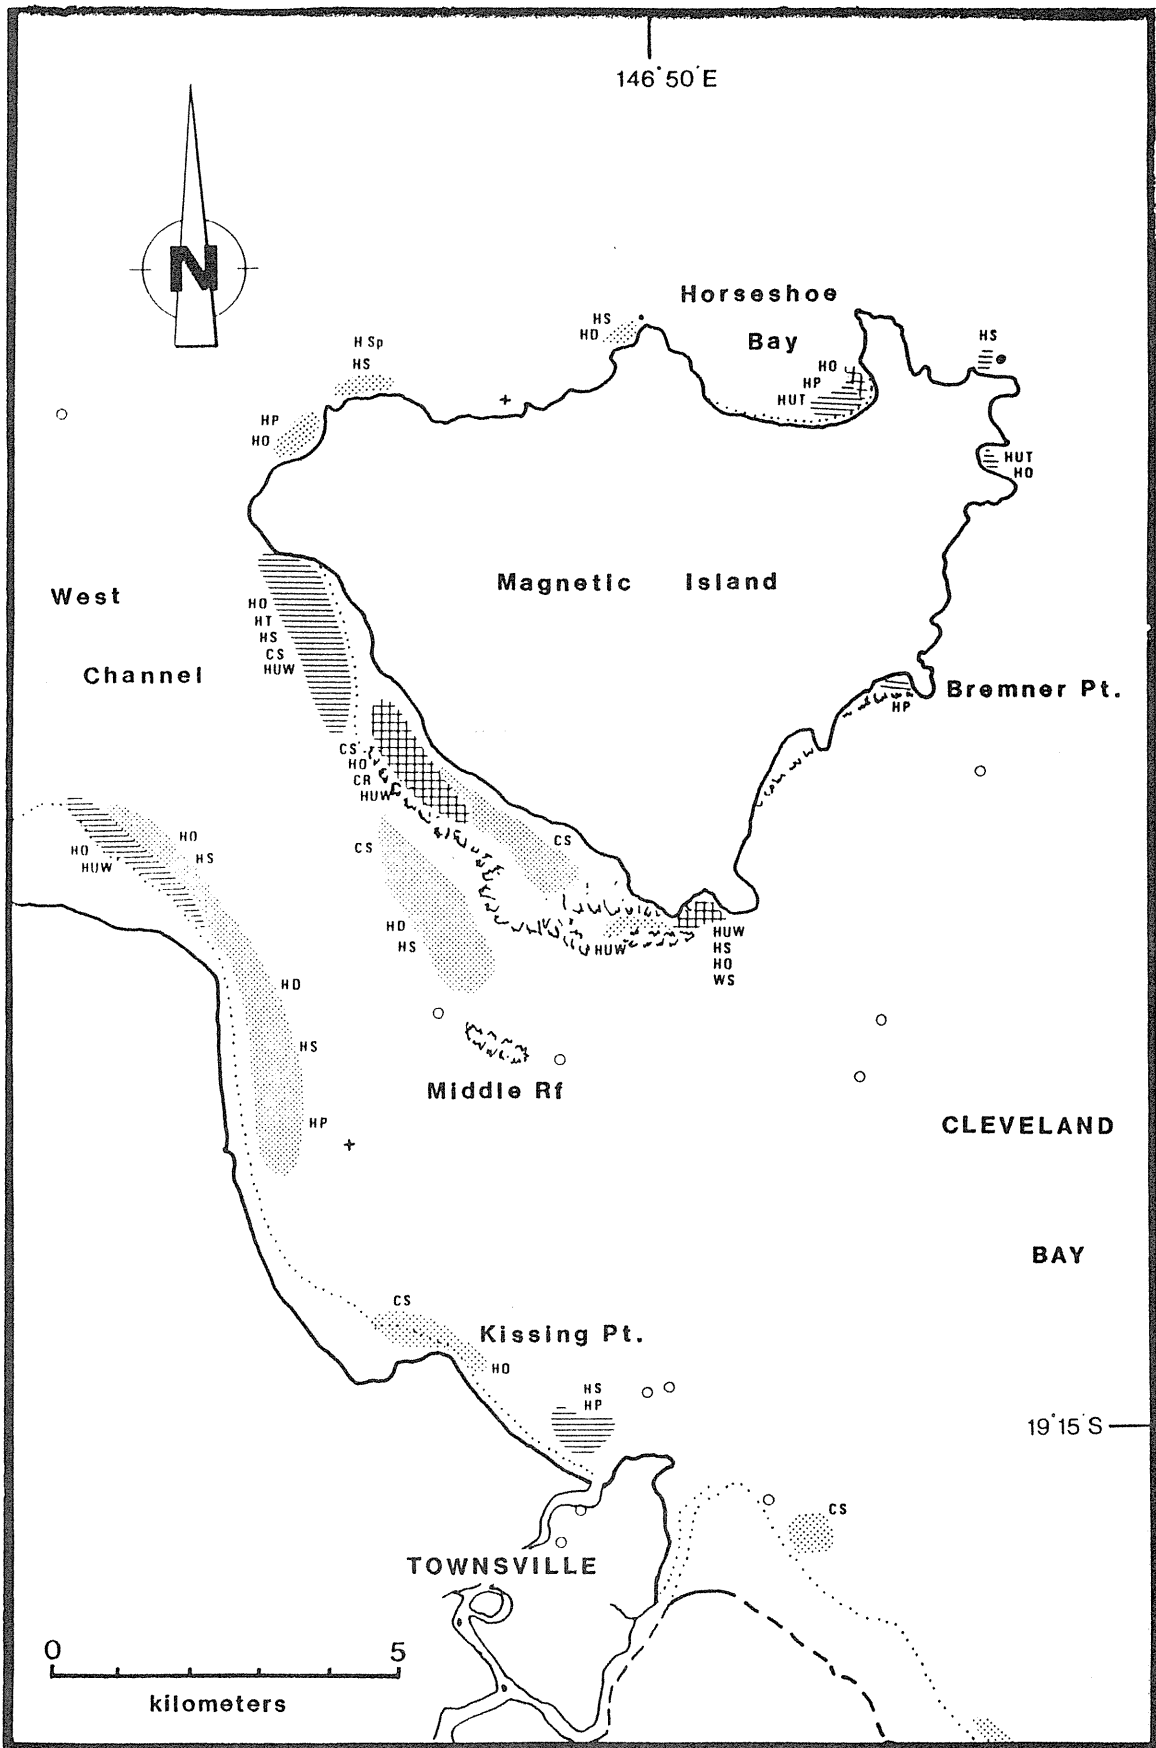 146°50'E
N
Horseshoe
Bay
HS
HD
H Sp
HS
HS
HO
HP
HUT
HP
HO
HUT
HO
Magnetic Island
West
Channel
HO
HT
HS
CS
HUW
Bremner Pt.
HP
CS
HO
CR
HUW
HO
HS
HO
HUW
CS
CS
HD
HS
HUW
HUW
HS
HO
WS
HD
HS
HP
Middle Rf
CLEVELAND
BAY
CS
Kissing Pt.
HO
HS
HP
19°15'S
CS
TOWNSVILLE
0 5
kilometers